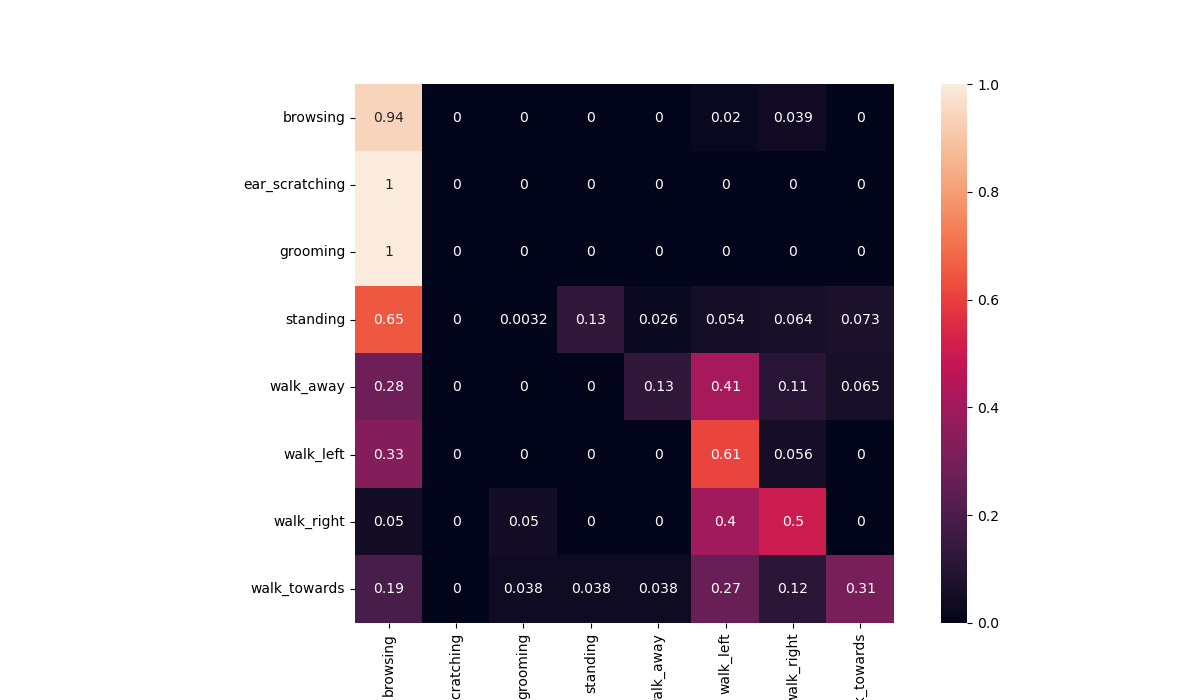 browsing 0.94 0 0 0 0 0.02 0.039 0
ear_scratching 1 0 0 0 0 0 0 0
grooming 1 0 0 0 0 0 0 0
standing 0.65 0 0.0032 0.13 0.026 0.054 0.064 0.073
walk_away 0.28 0 0 0 0.13 0.41 0.11 0.065
walk_left 0.33 0 0 0 0 0.61 0.056 0
walk_right 0.05 0 0.05 0 0 0.4 0.5 0
walk_towards 0.19 0 0.038 0.038 0.038 0.27 0.12 0.31
browsing
cratching
grooming
standing
alk_away
walk_left
walk_right
k_towards
1.0
0.8
0.6
0.4
0.2
0.0